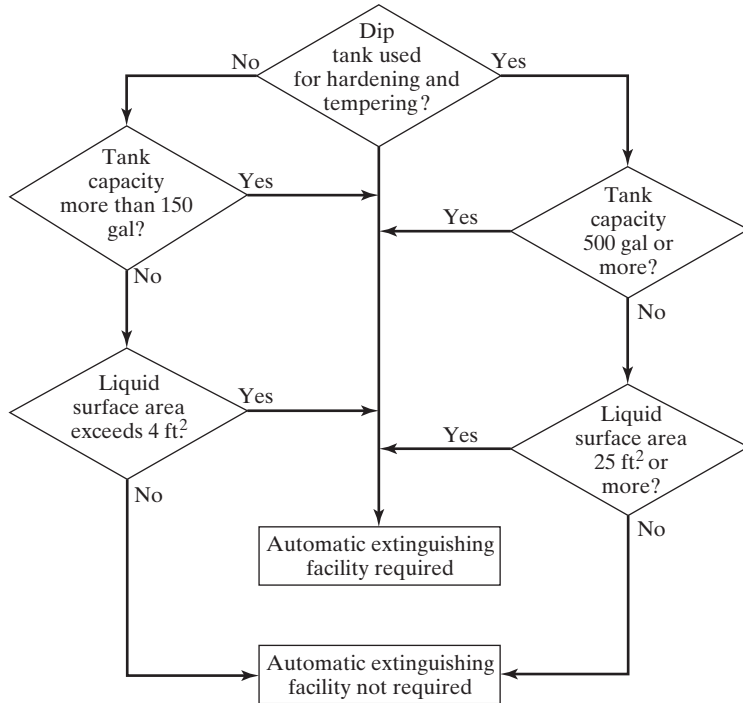 Dip
tank used
for hardening and
tempering?
No
Yes
Tank
capacity
more than 150
gal?
Yes
No
Tank
capacity
500 gal or
more?
Yes
No
Liquid
surface area
exceeds 4 ft.²
Yes
No
Liquid
surface area
25 ft.² or
more?
Yes
No
Automatic extinguishing
facility required
Automatic extinguishing
facility not required